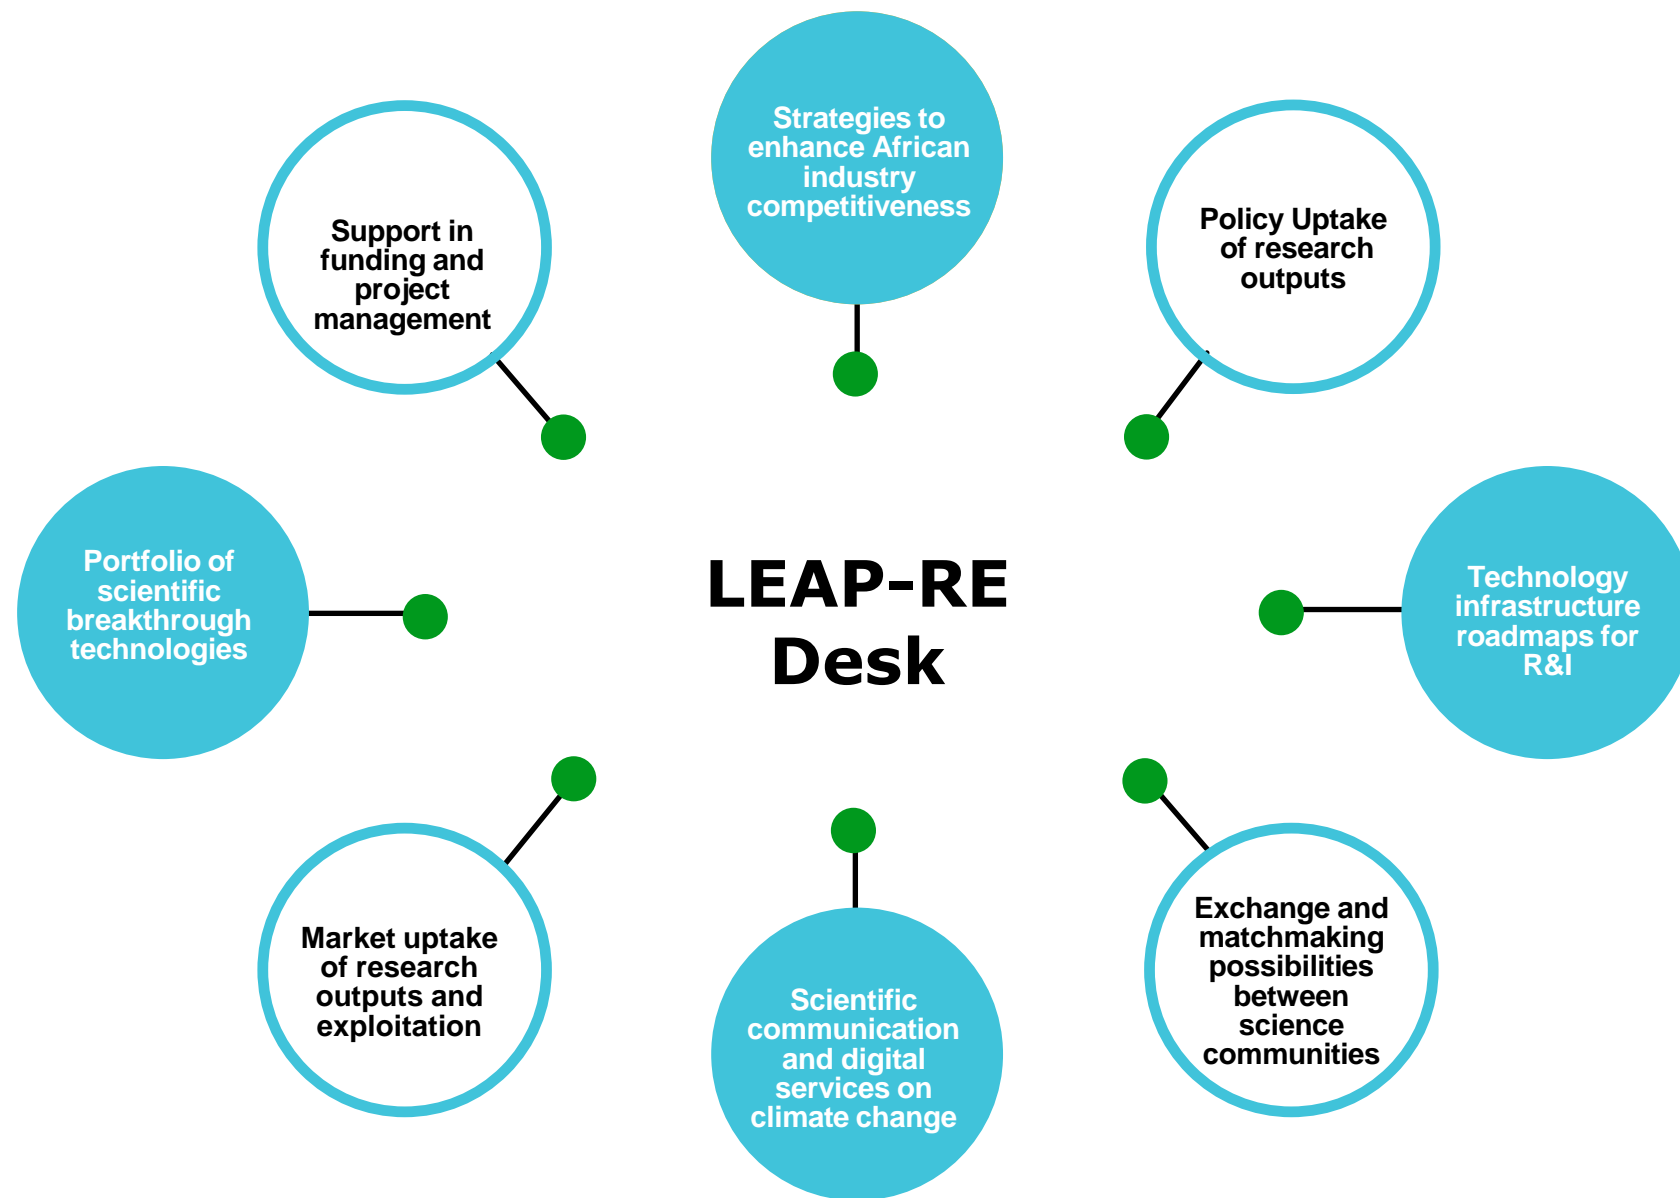 Strategies to
enhance African
industry
competitiveness
Support in
funding and
project
management
Policy Uptake
of research
outputs
Portfolio of
scientific
breakthrough
technologies
LEAP-RE
Desk
Technology
infrastructure
roadmaps for
R&I
Market uptake
of research
outputs and
exploitation
Scientific
communication
and digital
services on
climate change
Exchange and
matchmaking
possibilities
between
science
communities